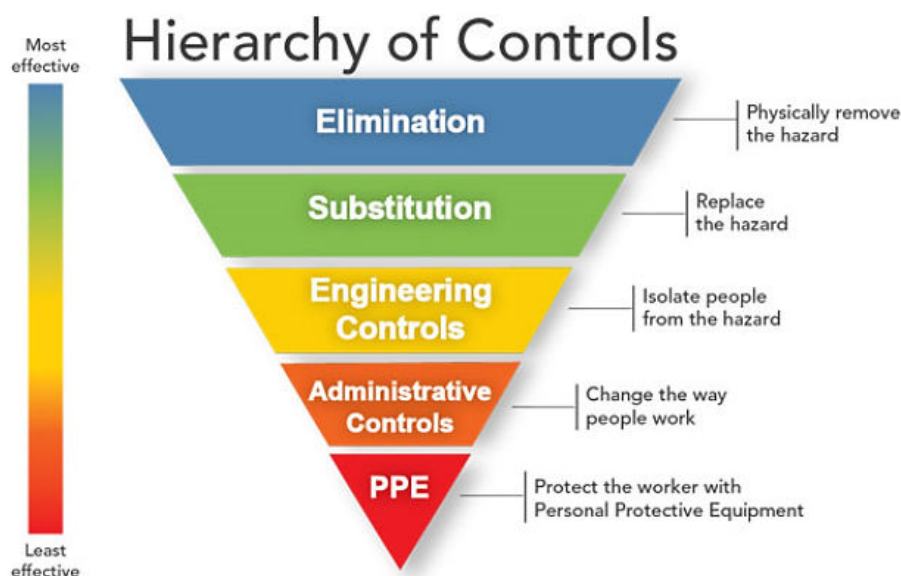 Hierarchy of Controls
Most
effective
Elimination
Physically remove
the hazard
Substitution
Replace
the hazard
Engineering
Controls
Isolate people
from the hazard
Administrative
Controls
Change the way
people work
PPE
Protect the worker with
Personal Protective Equipment
Least
effective